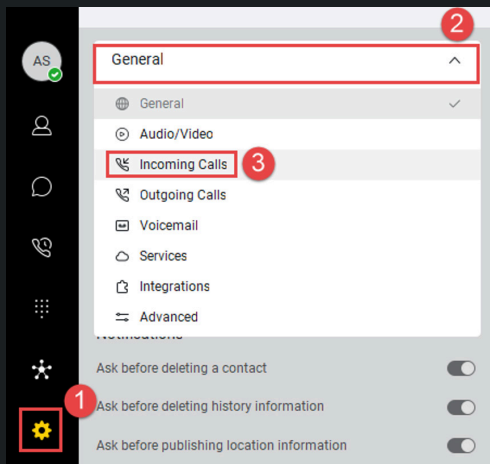 2
AS
General
General
Audio/Video
Incoming Calls
3
Outgoing Calls
Voicemail
Services
Integrations
Advanced
Notifications
Ask before deleting a contact
1
Ask before deleting history information
Ask before publishing location information